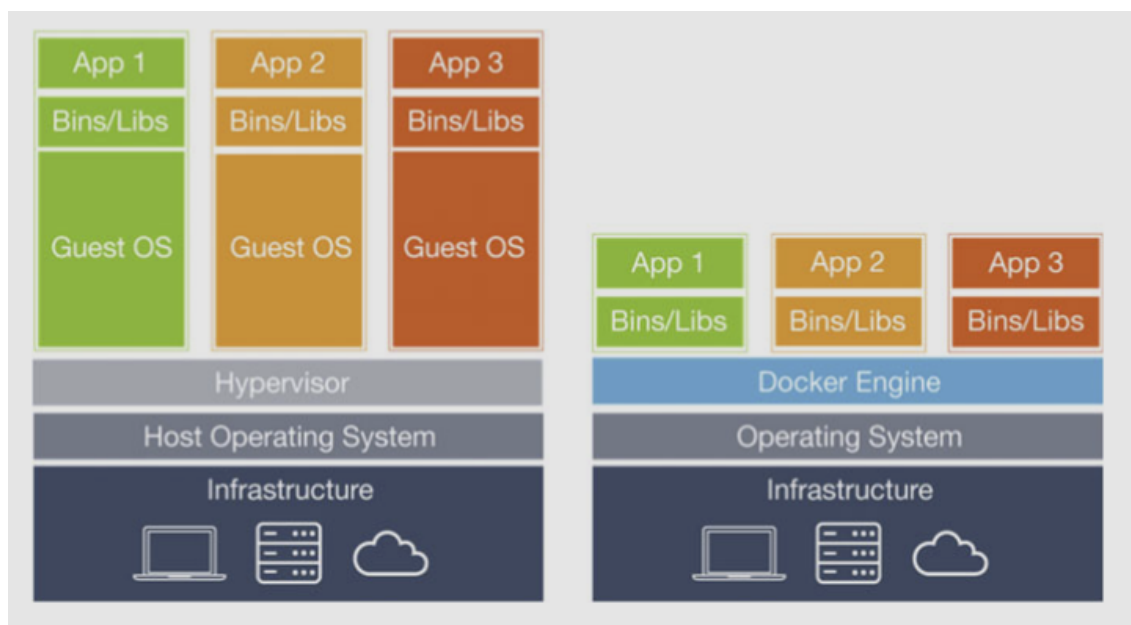 App 1
App 2
App 3
Bins/Libs
Bins/Libs
Bins/Libs
Guest OS
Guest OS
Guest OS
Hypervisor
Host Operating System
Infrastructure
App 1
App 2
App 3
Bins/Libs
Bins/Libs
Bins/Libs
Docker Engine
Operating System
Infrastructure